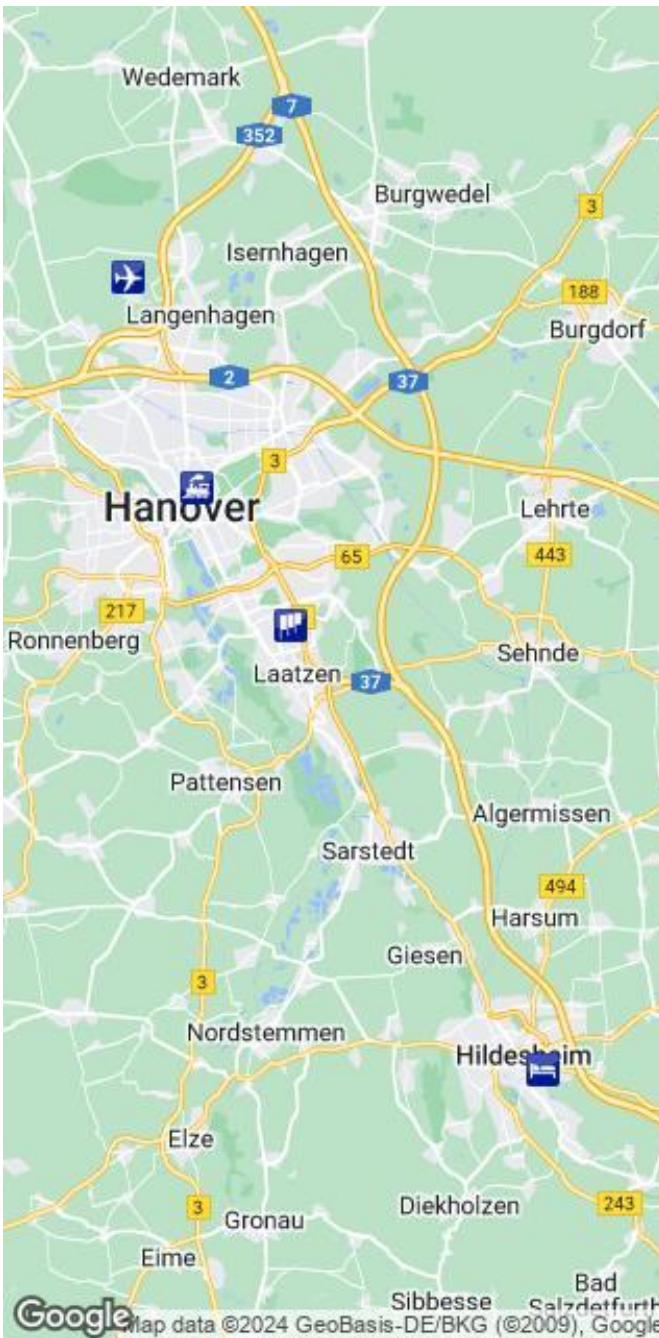 Wedemark
7
352
Burgwedel
3
Isernhagen
188
Langenhagen
Burgdorf
2
37
3
Hanover
Lehrte
65
443
217
Ronnenberg
Sehnde
Laatzen
37
Pattensen
Algermissen
Sarstedt
494
Harsum
Giesen
3
Nordstemmen
Hildesheim
Elze
Diekholzen
243
3
Gronau
Eime
Bad
Sibbesse
Salzdetfurth
Google
Map data ©2024 GeoBasis-DE/BKG (©2009), Google